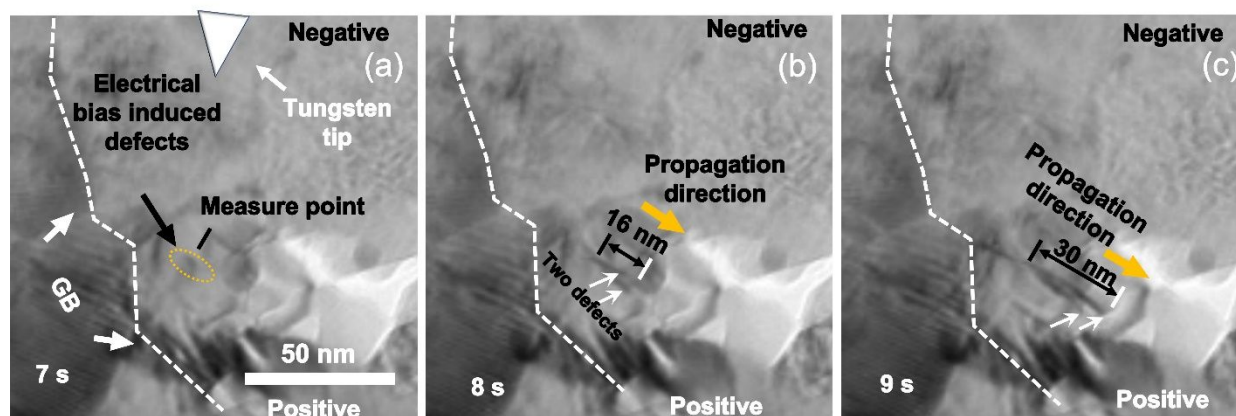 Negative
(a)
Electrical
bias induced
defects
Tungsten
tip
Measure point
GB
7 s
50 nm
Positive
Negative
(b)
Propagation
direction
16 nm
Two defects
8 s
Positive
Negative
(c)
Propagation
direction
30 nm
9 s
Positive